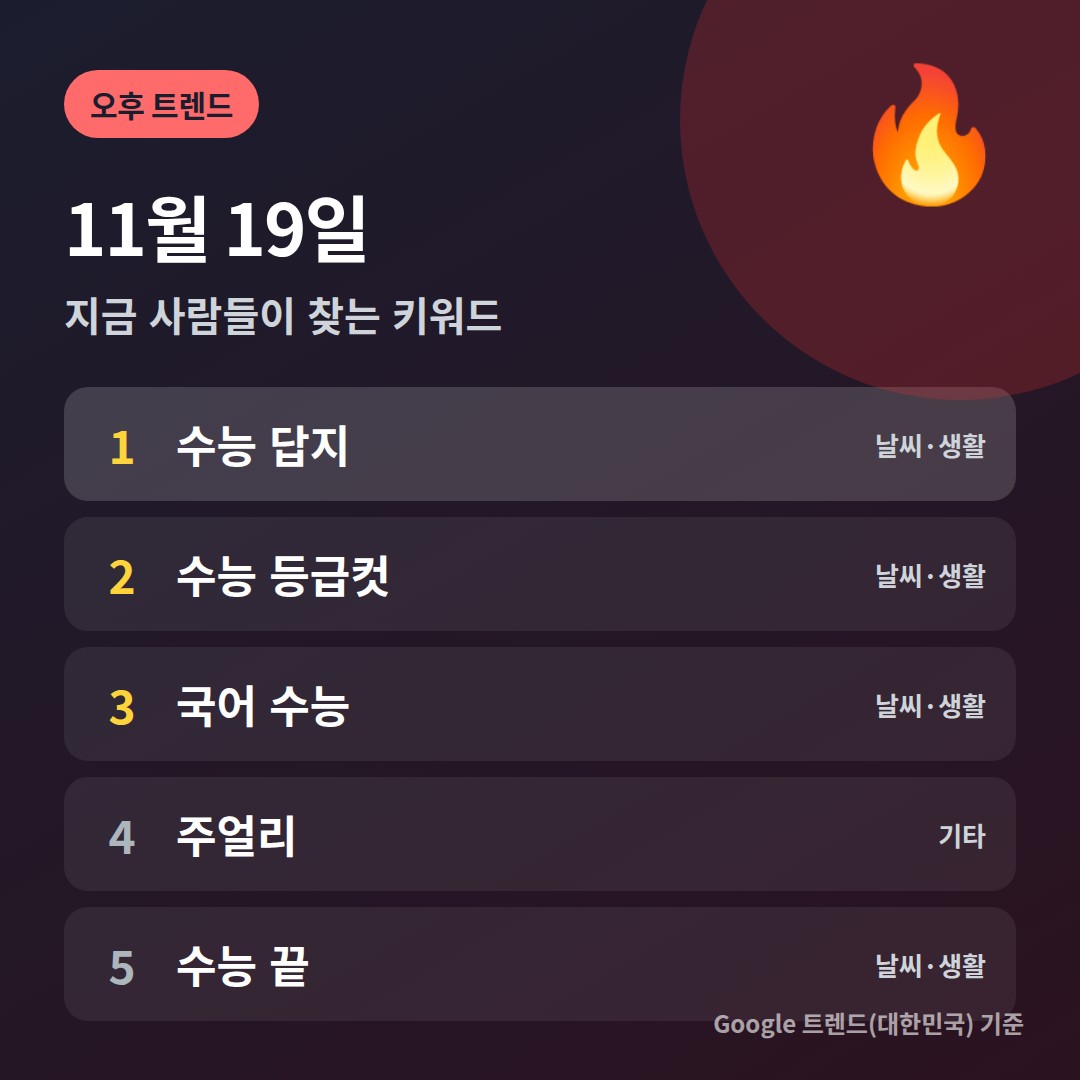 오후 트렌드
11월 19일
지금 사람들이 찾는 키워드
1 수능 답지 날씨·생활
2 수능 등급컷 날씨·생활
3 국어 수능 날씨·생활
4 주얼리 기타
5 수능 끝 날씨·생활
Google 트렌드(대한민국) 기준